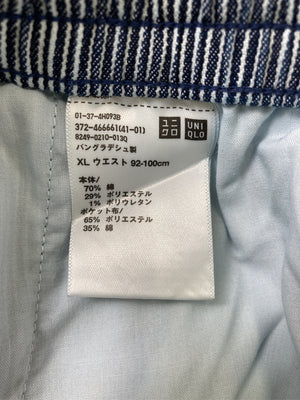 01-37-4H093B
372-466661(41-01)
8249-0210-013Q
バングラデシュ製
XL ウエスト 92-100cm
ユニ
クロ
UNI
QLO
本体/
70% 綿
29% ポリエステル
1% ポリウレタン
ポケット布/
65% ポリエステル
35% 綿